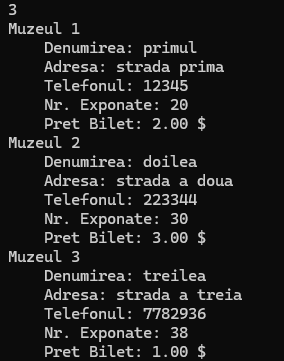 3
Muzeul 1
Denumirea: primul
Adresa: strada prima
Telefonul: 12345
Nr. Exponate: 20
Pret Bilet: 2.00 $
Muzeul 2
Denumirea: doilea
Adresa: strada a doua
Telefonul: 223344
Nr. Exponate: 30
Pret Bilet: 3.00 $
Muzeul 3
Denumirea: treilea
Adresa: strada a treia
Telefonul: 7782936
Nr. Exponate: 38
Pret Bilet: 1.00 $